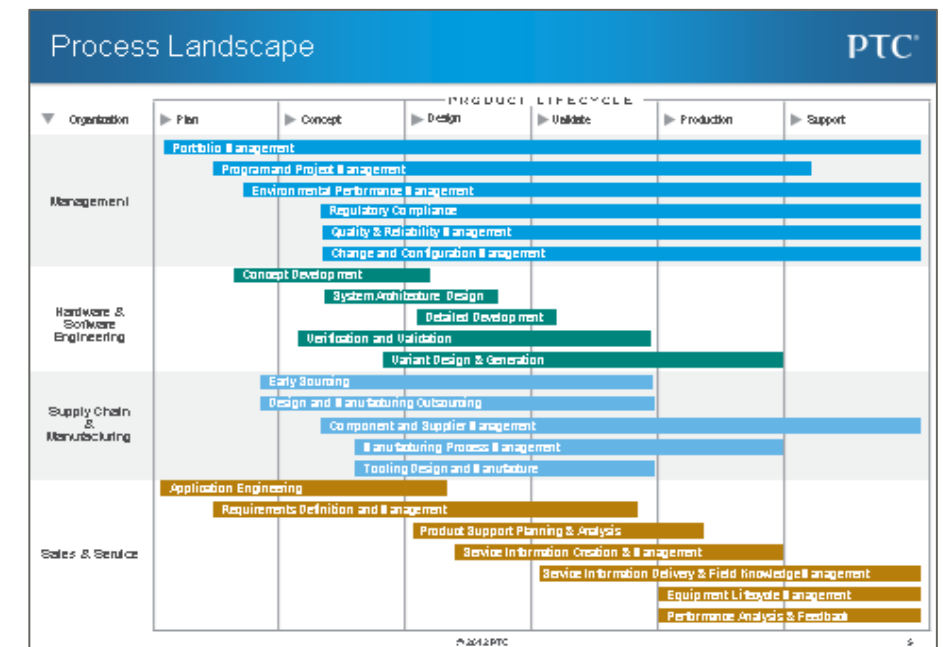 Process Landscape
PTC®
PRODUCT LIFECYCLE
Organization
Plan
Concept
Design
Validate
Production
Support
Management
Portfolio Management
Program and Project Management
Environmental Performance Management
Regulatory Compliance
Quality & Reliability Management
Change and Configuration Management
Hardware &
Software
Engineering
Concept Development
System Architecture Design
Detailed Development
Verification and Validation
Variant Design & Generation
Supply Chain
&
Manufacturing
Early Sourcing
Design and Manufacturing Outsourcing
Component and Supplier Management
Manufacturing Process Management
Tooling Design and Manufacture
Sales & Service
Application Engineering
Requirements Definition and Management
Product Support Planning & Analysis
Service Information Creation & Management
Service Information Delivery & Field Knowledge Management
Equipment Lifecycle Management
Performance Analysis & Feedback
© 2012 PTC